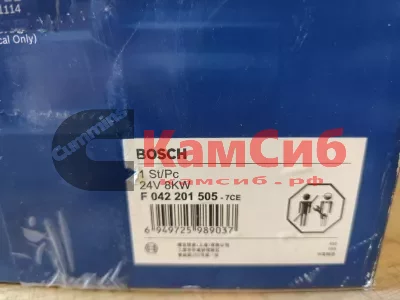 1114
cal Only)
Cummins
КамСиб
камсиб.рф
BOSCH
1 St/Pc
24V 8KW
F 042 201 505 - 7CE
6 949725 989037